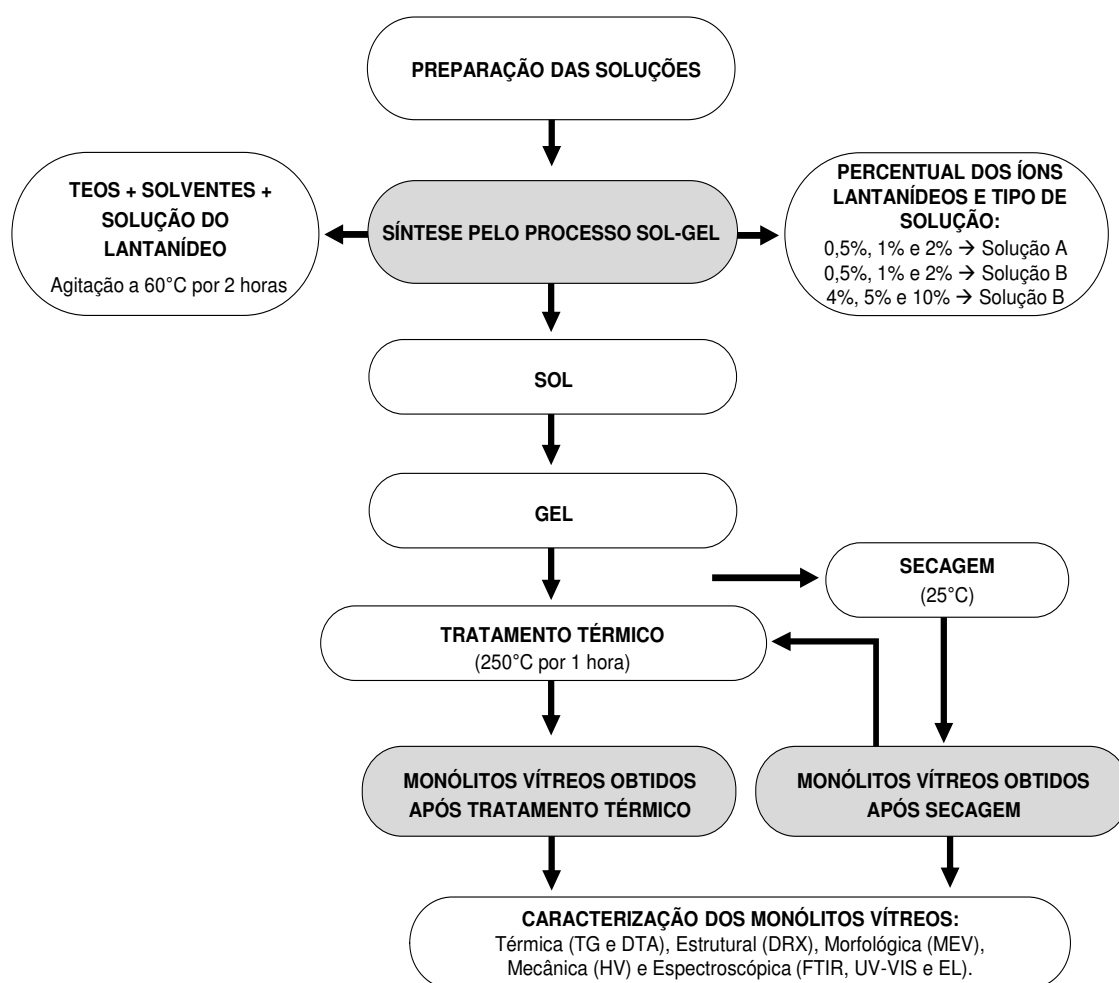 PREPARAÇÃO DAS SOLUÇÕES
TEOS + SOLVENTES +
SOLUÇÃO DO
LANTANÍDEO
Agitação a 60°C por 2 horas
SÍNTESE PELO PROCESSO SOL-GEL
PERCENTUAL DOS ÍONS
LANTANÍDEOS E TIPO DE
SOLUÇÃO:
0,5%, 1% e 2% → Solução A
0,5%, 1% e 2% → Solução B
4%, 5% e 10% → Solução B
SOL
GEL
SECAGEM
(25°C)
TRATAMENTO TÉRMICO
(250°C por 1 hora)
MONÓLITOS VÍTREOS OBTIDOS
APÓS TRATAMENTO TÉRMICO
MONÓLITOS VÍTREOS OBTIDOS
APÓS SECAGEM
CARACTERIZAÇÃO DOS MONÓLITOS VÍTREOS:
Térmica (TG e DTA), Estrutural (DRX), Morfológica (MEV),
Mecânica (HV) e Espectroscópica (FTIR, UV-VIS e EL).